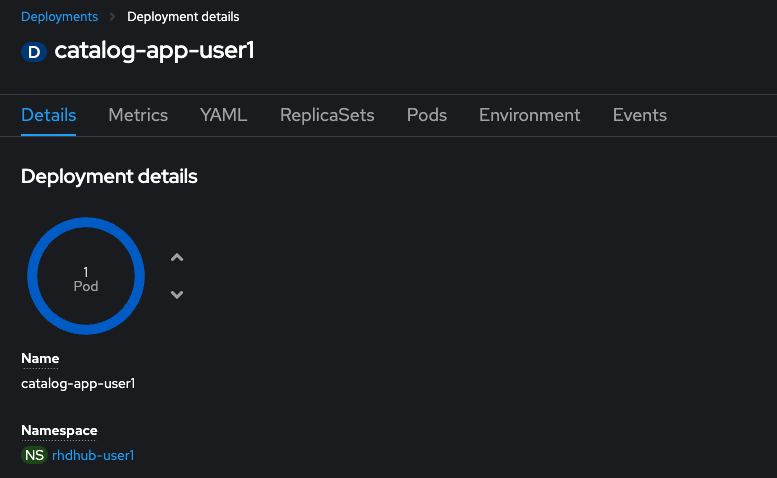 Deployments > Deployment details
D catalog-app-user1
Details Metrics YAML ReplicaSets Pods Environment Events
Deployment details
1
Pod
Name
catalog-app-user1
Namespace
NS rhdhub-user1